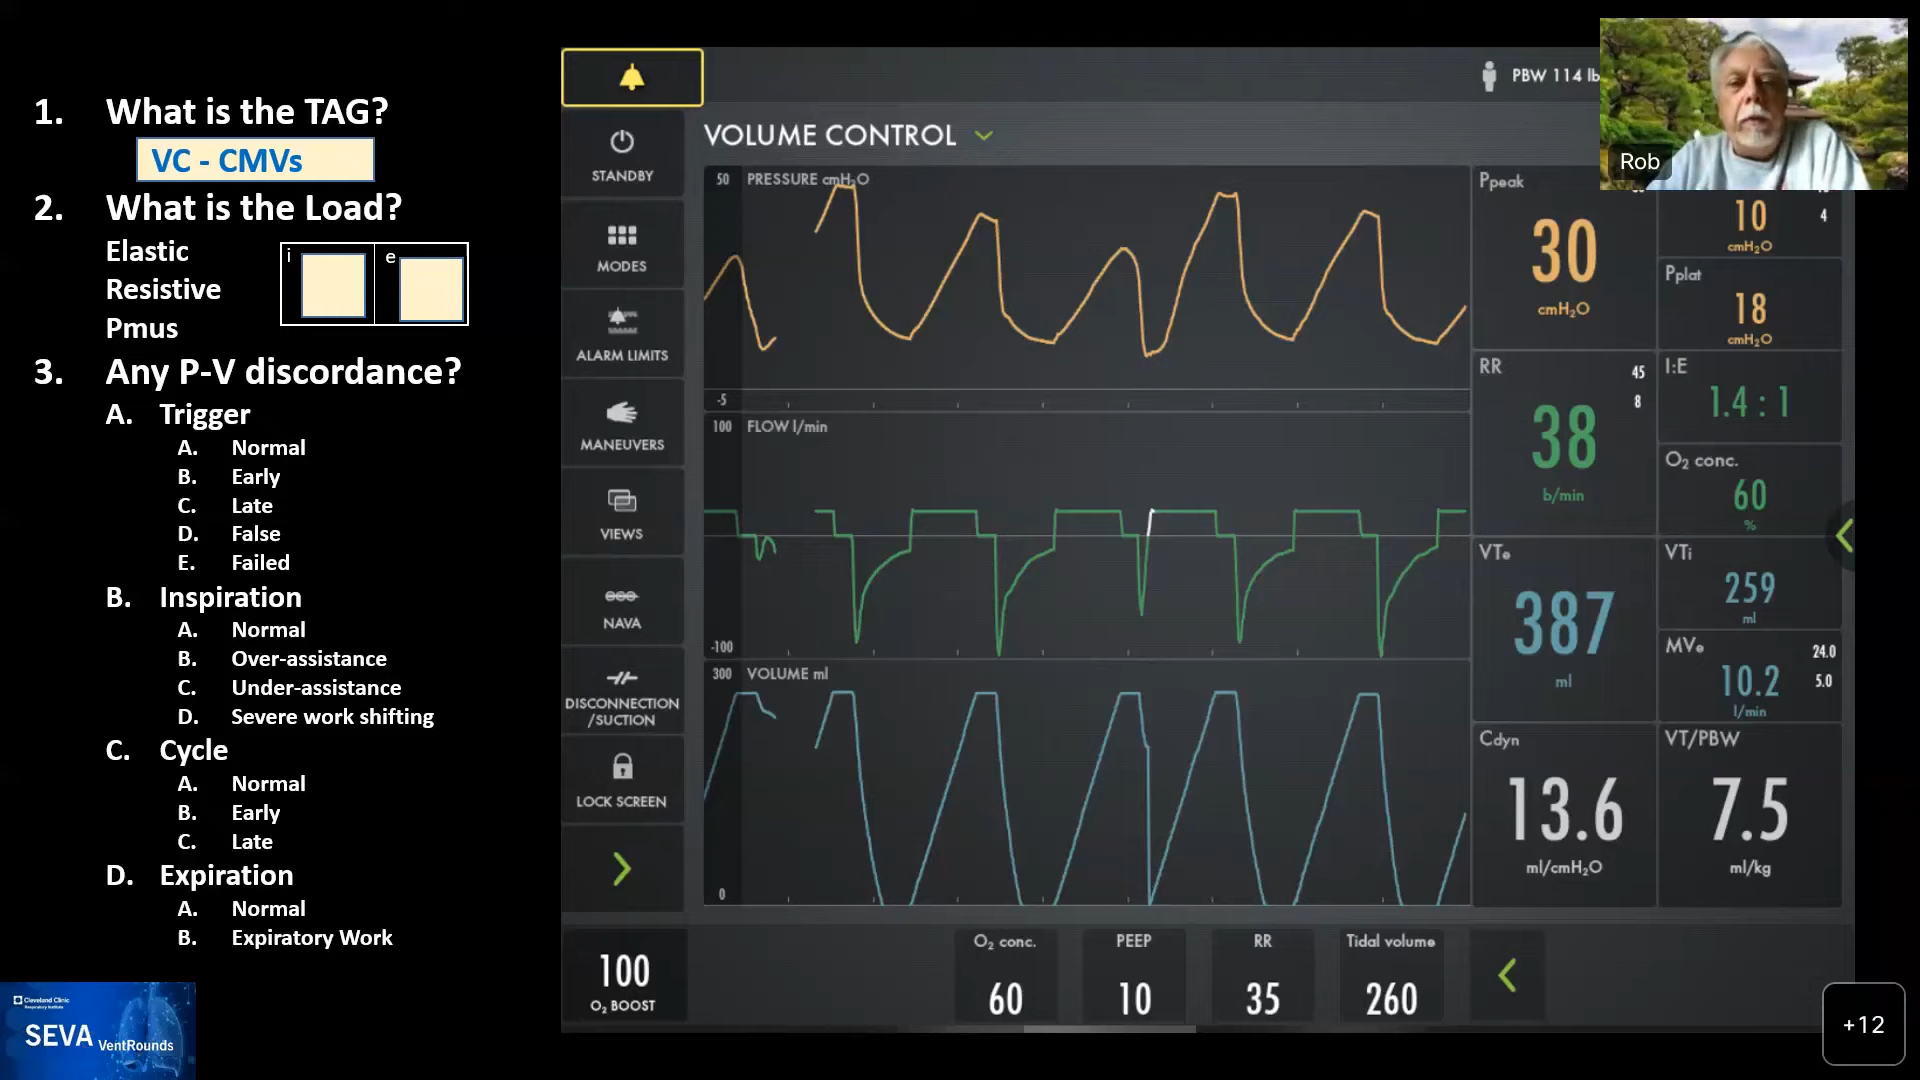 1. What is the TAG?
VC - CMVs
2. What is the Load?
Elastic
Resistive
Pmus
i
e
3. Any P-V discordance?
A. Trigger
A. Normal
B. Early
C. Late
D. False
E. Failed
B. Inspiration
A. Normal
B. Over-assistance
C. Under-assistance
D. Severe work shifting
C. Cycle
A. Normal
B. Early
C. Late
D. Expiration
A. Normal
B. Expiratory Work
Cleveland Clinic
SEVA VentRounds
STANDBY
MODES
ALARM LIMITS
MANEUVERS
VIEWS
NAVA
DISCONNECTION
/SUCTION
LOCK SCREEN
100
O₂ BOOST
PBW 114 lb
VOLUME CONTROL
50 PRESSURE cmH₂O
-5
100 FLOW l/min
-100
300 VOLUME ml
0
Ppeak
30
cmH₂O
10
4
cmH₂O
Pplat
18
cmH₂O
RR
45
8
38
b/min
I:E
1.4 : 1
O₂ conc.
60
%
VTe
387
ml
VTi
259
ml
MVe
24.0
5.0
10.2
l/min
Cdyn
13.6
ml/cmH₂O
VT/PBW
7.5
ml/kg
O₂ conc.
60
PEEP
10
RR
35
Tidal volume
260
Rob
+12